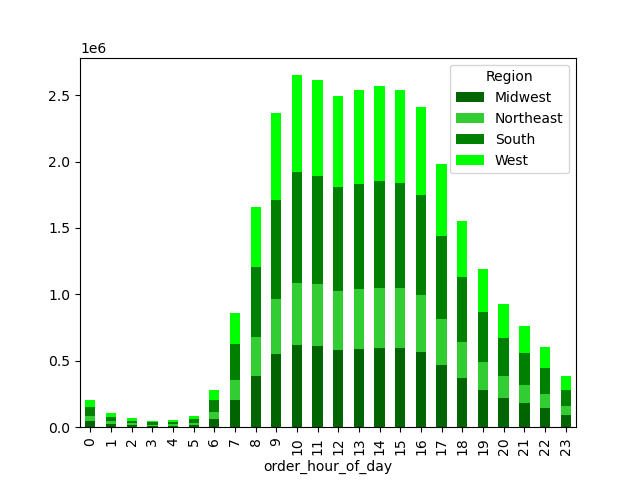 1e6
Region
Midwest
Northeast
South
West
2.5
2.0
1.5
1.0
0.5
0.0
0 1 2 3 4 5 6 7 8 9 10 11 12 13 14 15 16 17 18 19 20 21 22 23
order_hour_of_day